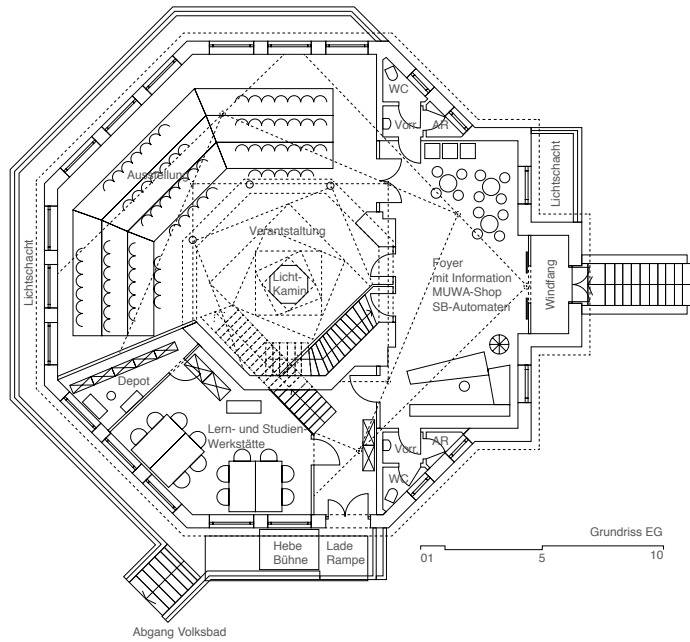 WC
Vorr.
AR
Ausstellung
Lichtschacht
Verantstaltung
Foyer
mit Information
MUWA-Shop
SB-Automaten
Licht-
Kamin
Windfang
Lichtschacht
Depot
Lern- und Studien-
Werkstätte
Vorr.
AR
WC
Hebe
Bühne
Lade
Rampe
Grundriss EG
01
5
10
Abgang Volksbad